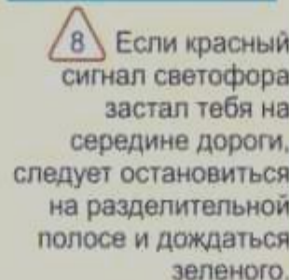 8 Если красный
сигнал светофора
застал тебя на
середине дороги,
следует остановиться
на разделительной
полосе и дождаться
зеленого.